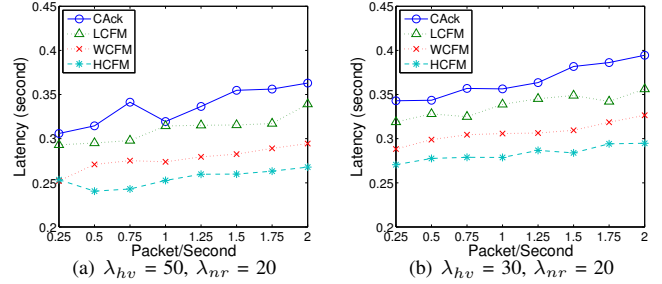 0.45
0.4
0.35
0.3
0.25
0.2
Latency (second)
CAck
LCFM
WCFM
HCFM
0.25 0.5 0.75 1 1.25 1.5 1.75 2
Packet/Second
(a) λhv = 50, λnr = 20
0.45
0.4
0.35
0.3
0.25
0.2
Latency (second)
CAck
LCFM
WCFM
HCFM
0.25 0.5 0.75 1 1.25 1.5 1.75 2
Packet/Second
(b) λhv = 30, λnr = 20